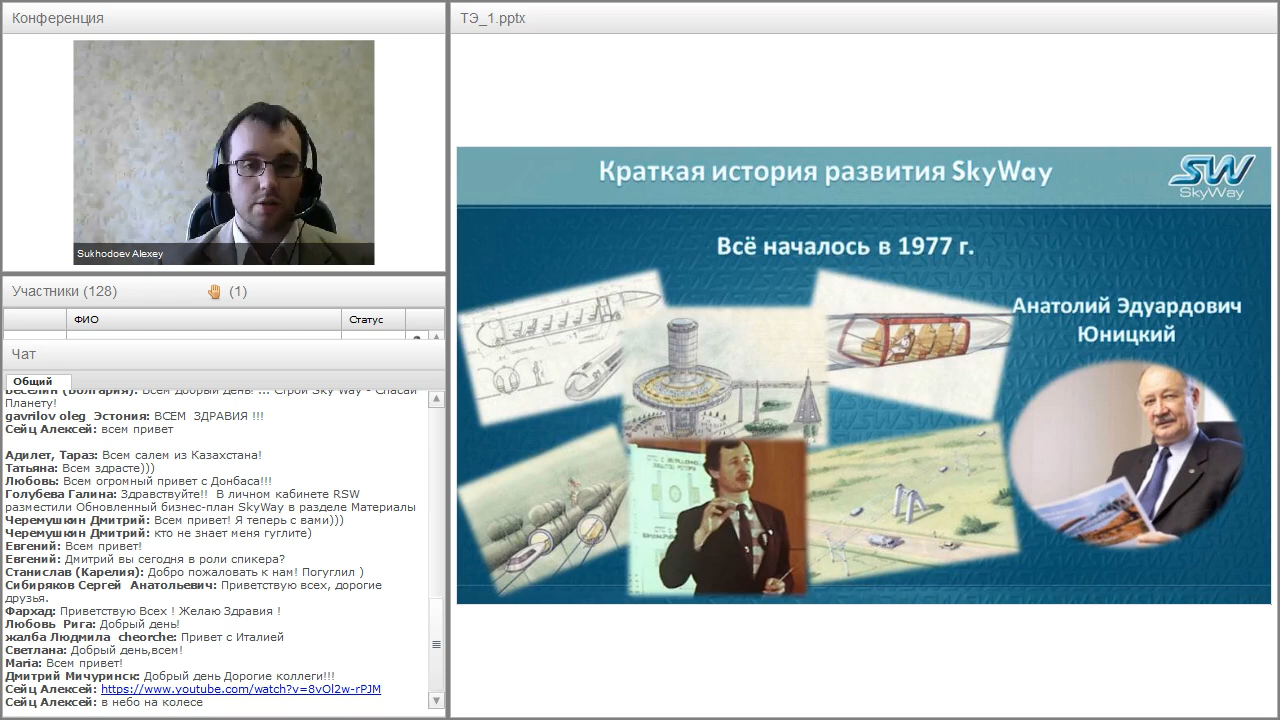 Конференция
Sukhodoev Alexey
Участники (128)
(1)
ФИО
Статус
Чат
Общий
Веселин (Болгария): Всем добрый день! ... Строй Sky Way - Спасай
Планету!
gavrilov oleg Эстония: ВСЕМ ЗДРАВИЯ !!!
Сейц Алексей: всем привет
Адилет, Тараз: Всем салем из Казахстана!
Татьяна: Всем здрасте)))
Любовь: Всем огромный привет с Донбаса!!!
Голубева Галина: Здравствуйте!! В личном кабинете RSW
разместили Обновленный бизнес-план SkyWay в разделе Материалы
Черемушкин Дмитрий: Всем привет! Я теперь с вами)))
Черемушкин Дмитрий: кто не знает меня гуглите)
Евгений: Всем привет!
Евгений: Дмитрий вы сегодня в роли спикера?
Станислав (Карелия): Добро пожаловать к нам! Погуглил )
Сибиряков Сергей Анатольевич: Приветствую всех, дорогие
друзья.
Фархад: Приветствую Всех ! Желаю Здравия !
Любовь Рига: Добрый день!
жалба Людмила cheorche: Привет с Италией
Светлана: Добрый день,всем!
Maria: Всем привет!
Дмитрий Мичуринск: Добрый день Дорогие коллеги!!!
Сейц Алексей: https://www.youtube.com/watch?v=8vOl2w-rPJM
Сейц Алексей: в небо на колесе
ТЭ_1.pptx
Краткая история развития SkyWay
SW
SkyWay
Всё началось в 1977 г.
Анатолий Эдуардович
Юницкий